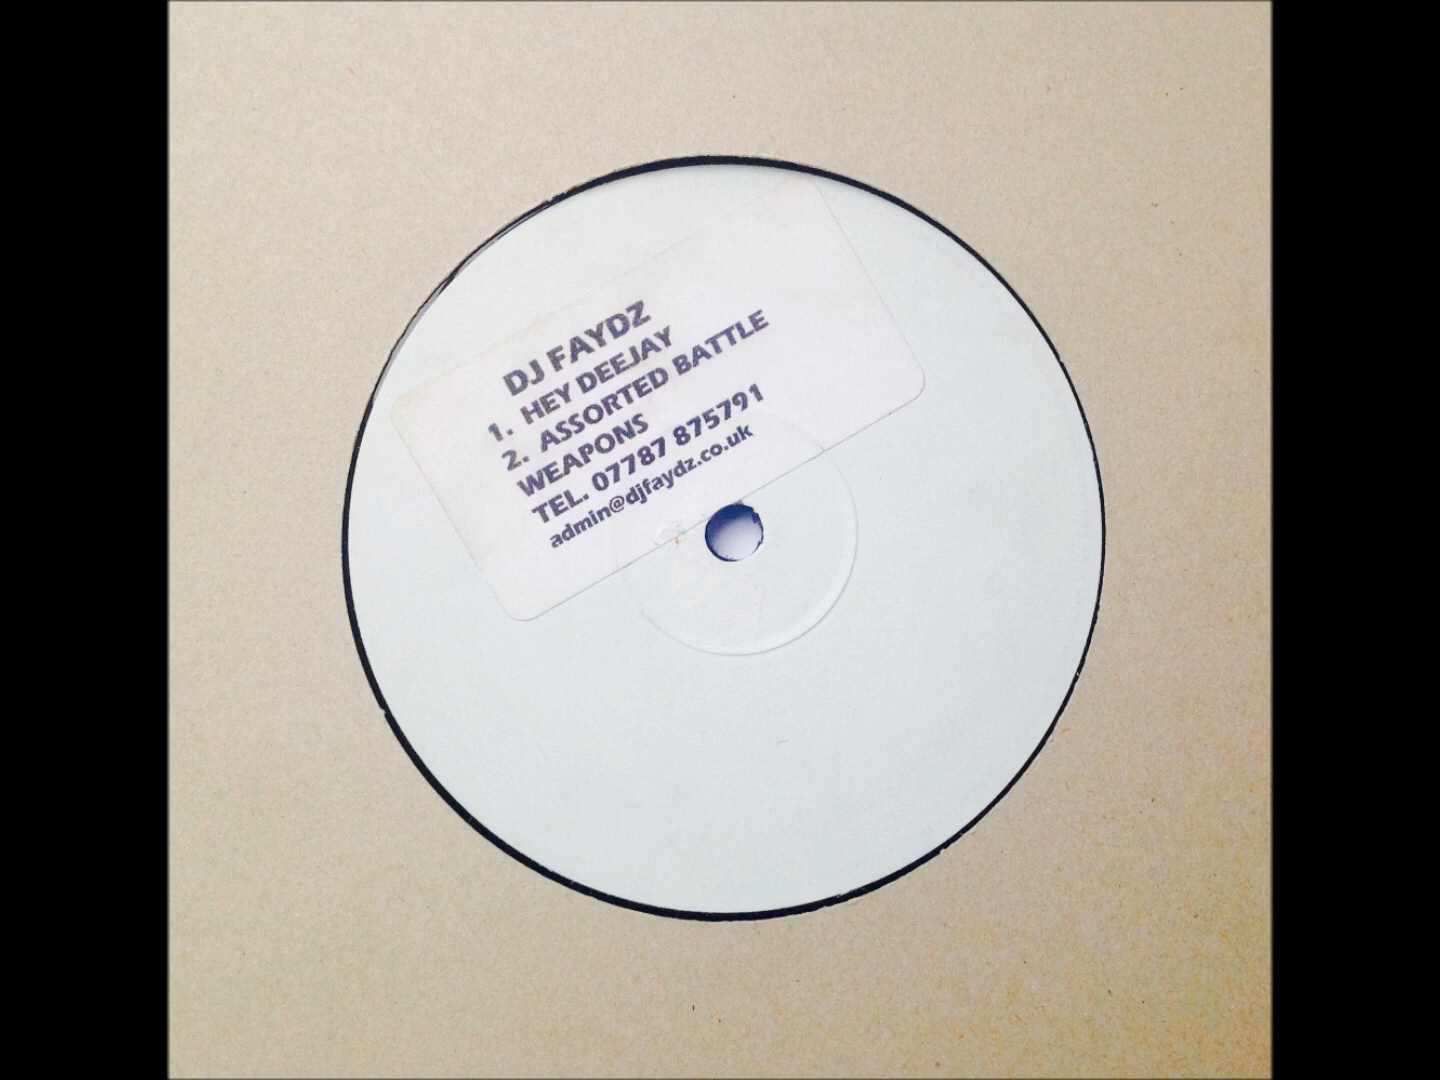 DJ FAYDZ
1. HEY DEEJAY
2. ASSORTED BATTLE
WEAPONS
TEL. 07787 875791
admin@djfaydz.co.uk